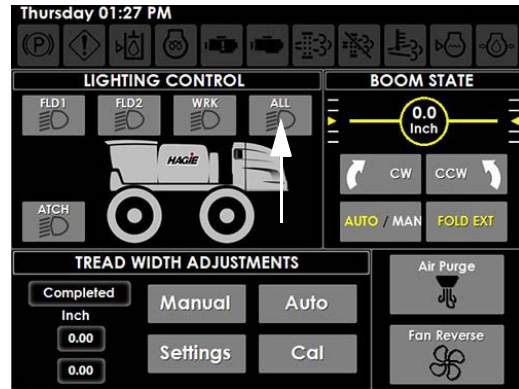 Thursday 01:27 PM
LIGHTING CONTROL
BOOM STATE
FLD1 FLD2 WRK ALL
0.0
Inch
HAGIE
CW CCW
ATCH
AUTO / MAN FOLD EXT
TREAD WIDTH ADJUSTMENTS
Air Purge
Completed
Inch
Manual Auto
0.00
Fan Reverse
Settings Cal
0.00